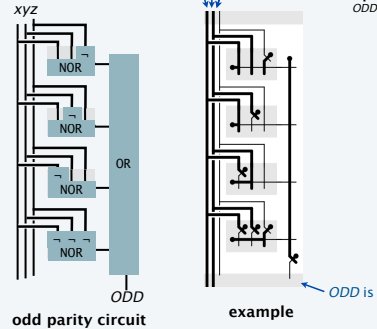 xyz
ODD
NOR
NOR
OR
NOR
NOR
ODD
ODD is
odd parity circuit
example